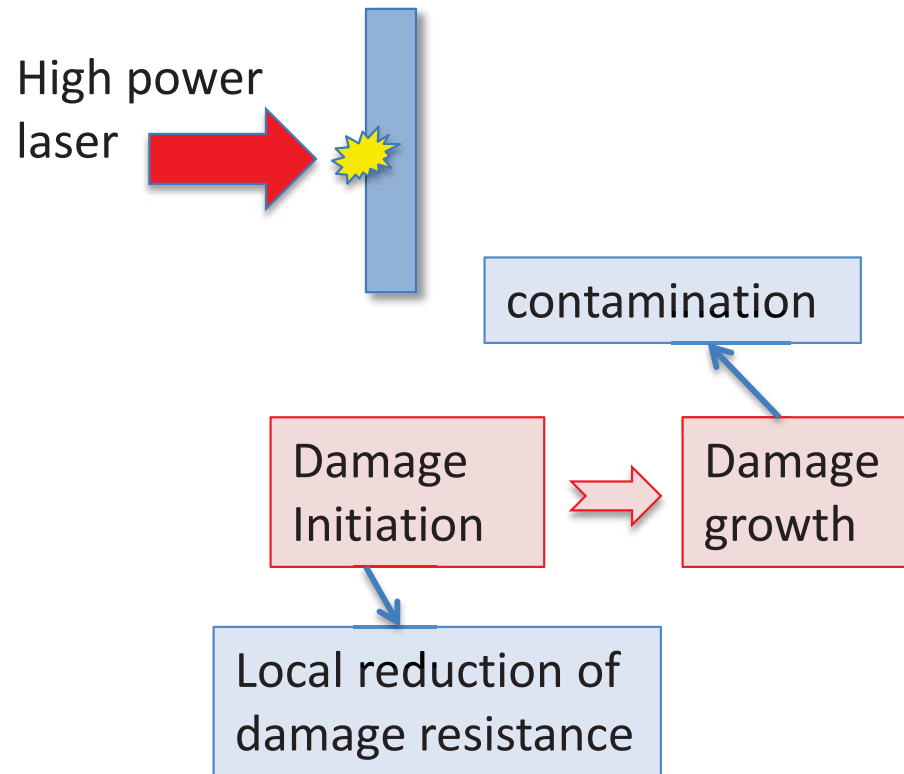 High power
laser
contamination
Damage
Initiation
Damage
growth
Local reduction of
damage resistance